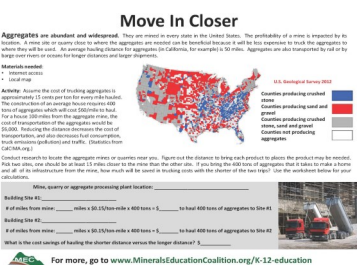 Move In Closer
Aggregates are abundant and widespread. They are mined in every state in the United States. The profitability of a mine is impacted by its
location. A mine site or quarry close to where the aggregates are needed can be beneficial because it will be less expensive to truck the aggregates to
where they will be used. An average hauling distance for aggregates (in California, for example) is 50 miles. Aggregates are also transported by rail or by
barge over rivers or oceans for longer distances and larger shipments.
Materials needed:
• Internet access
• Local map
Activity: Assume the cost of trucking aggregates is
approximately 15 cents per ton for every mile hauled.
The construction of an average house requires 400
tons of aggregates which will cost $60/mile to haul.
For a house 100 miles from the aggregate mine, the
cost of transportation of the aggregates would be
$6,000. Reducing the distance decreases the cost of
transportation, and also decreases fuel consumption,
truck emissions (pollution) and traffic. (Statistics from
CalCIMA.org.)
U.S. Geological Survey 2012
Counties producing crushed
stone
Counties producing sand and
gravel
Counties producing crushed
stone, sand and gravel
Counties not producing
aggregates
Conduct research to locate the aggregate mines or quarries near you. Figure out the distance to bring each product to places the product may be needed.
Pick two sites, one should be at least 15 miles closer to the mine than the other site. If you bring the 400 tons of aggregates that it takes to make a home
and all of its infrastructure from the mine, how much will be saved in trucking costs with the shorter of the two trips? Use the worksheet below for your
calculations.
Mine, quarry or aggregate processing plant location:
Building Site #1:
# of miles from mine: miles x $0.15/ton-mile x 400 tons = $ to haul 400 tons of aggregates to Site #1
Building Site #2:
# of miles from mine: miles x $0.15/ton-mile x 400 tons = $ to haul 400 tons of aggregates to Site #2
What is the cost savings of hauling the shorter distance versus the longer distance? $
MEC
For more, go to www.MineralsEducationCoalition.org/K-12-education